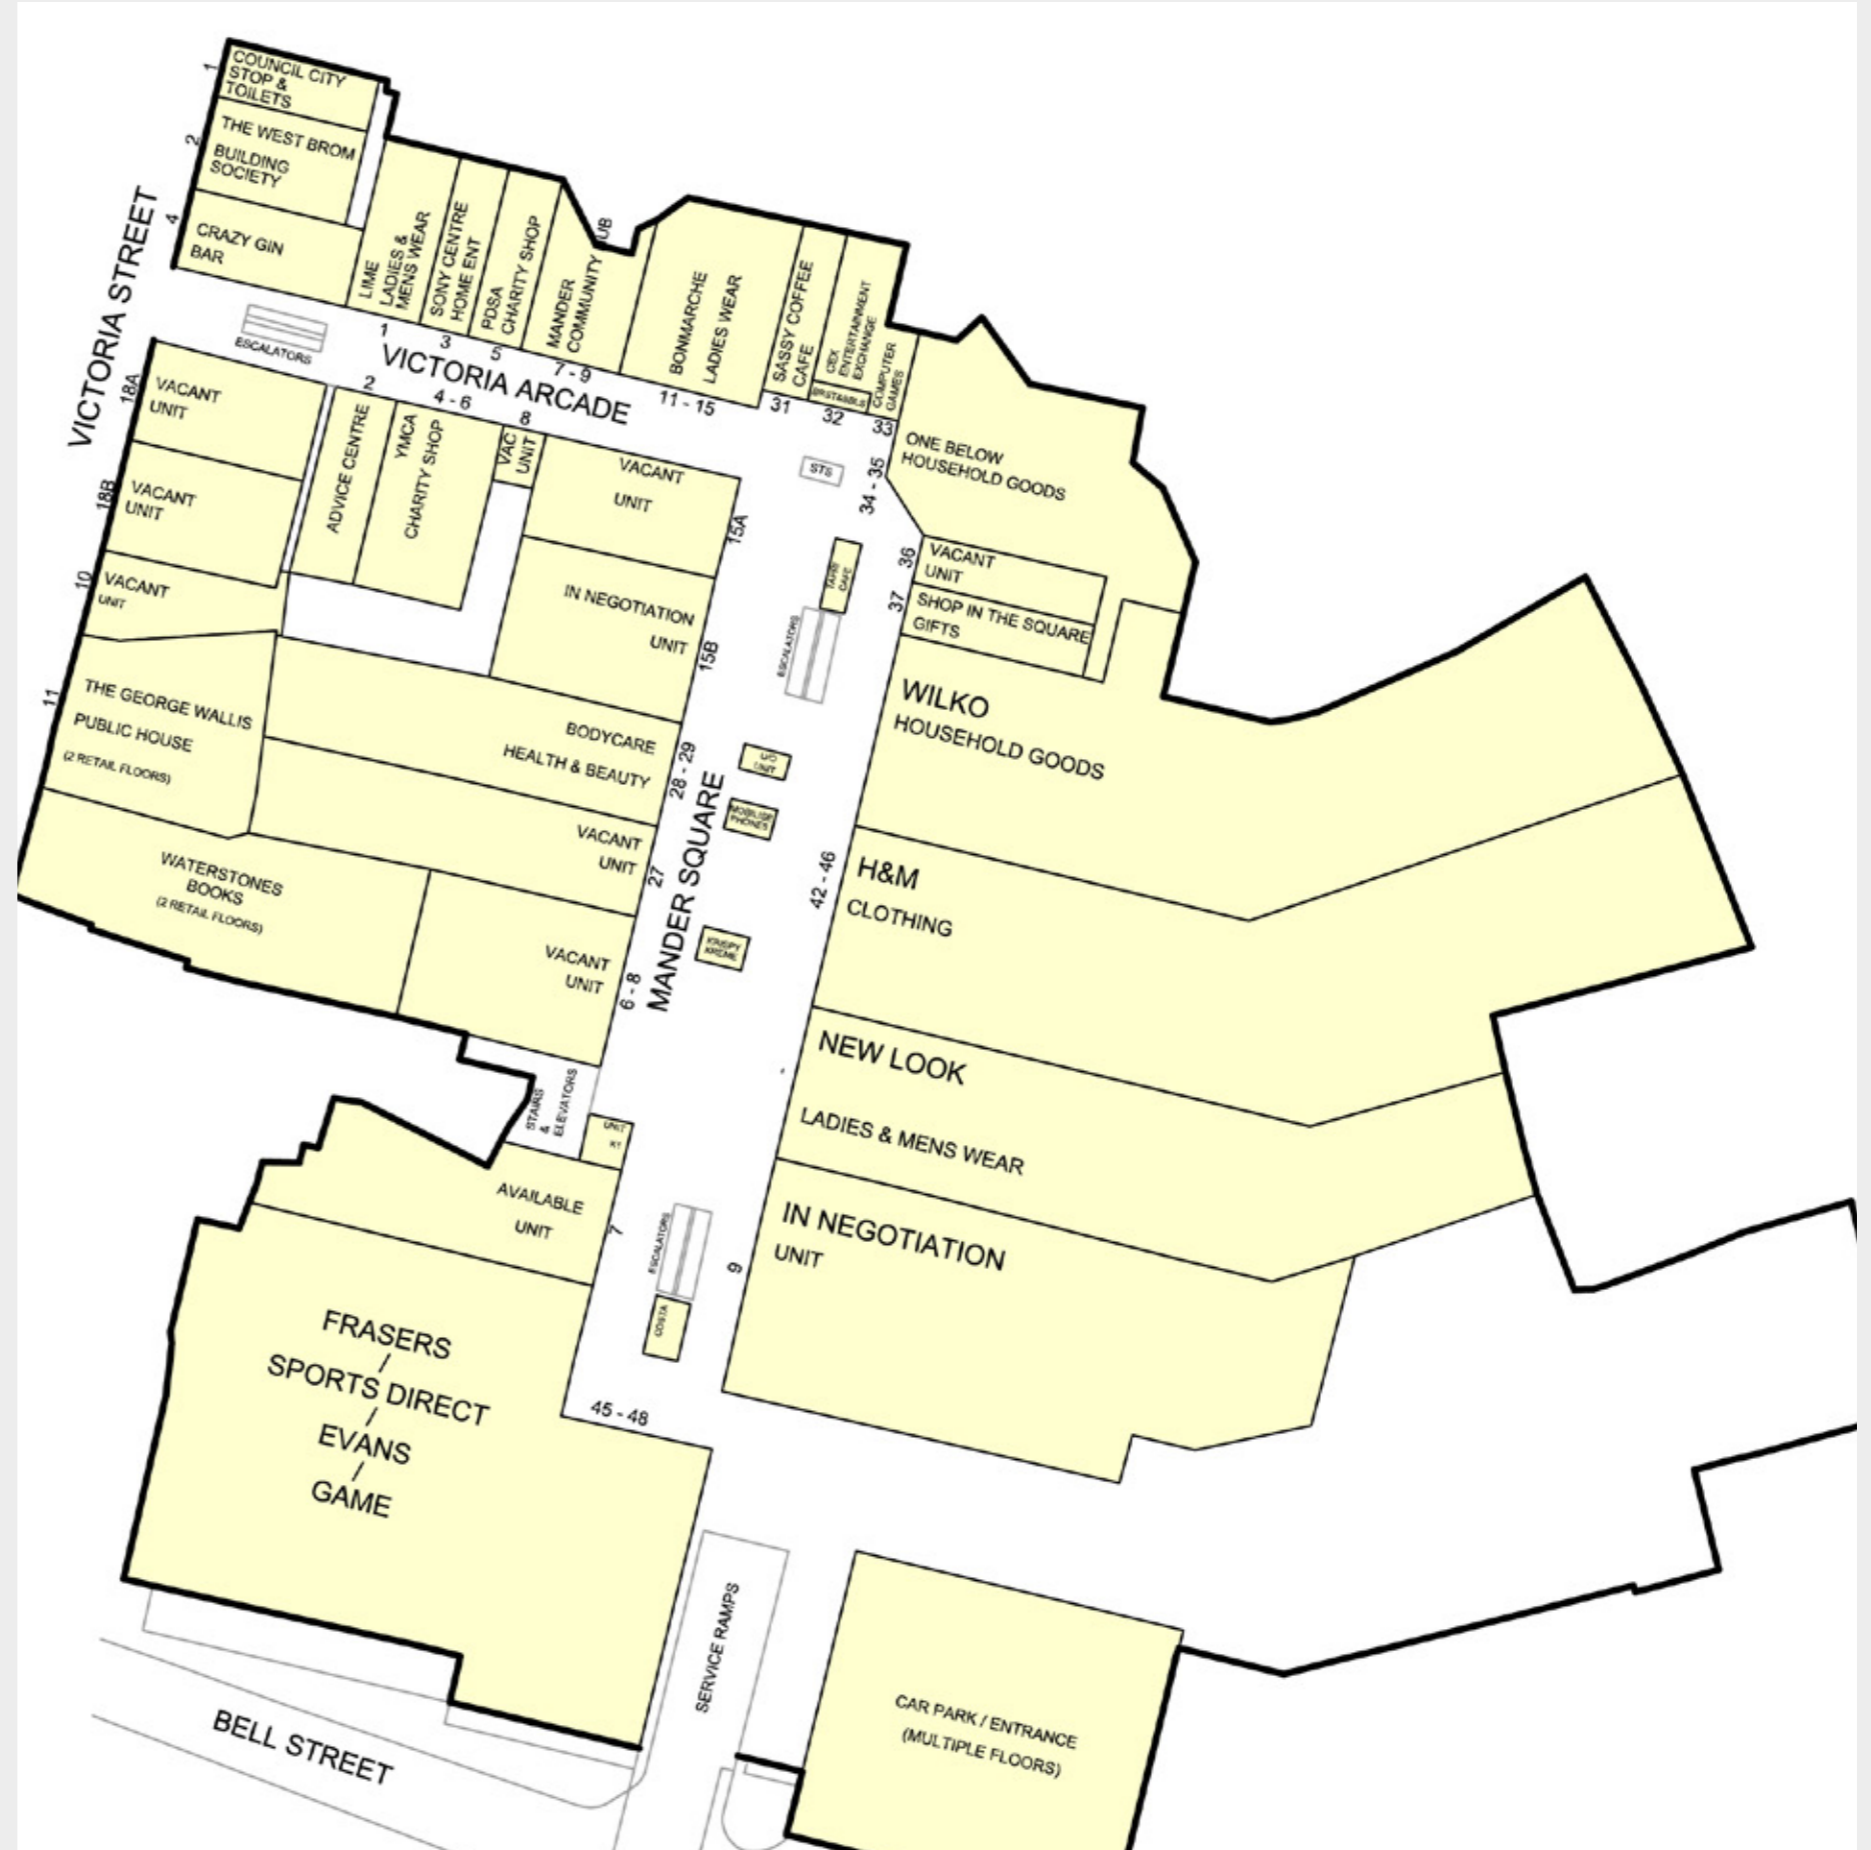 1
COUNCIL CITY
STOP &
TOILETS
2
THE WEST BROM
BUILDING
SOCIETY
4
CRAZY GIN
BAR
VICTORIA STREET
LIME
LADIES &
MENS WEAR
SONY CENTRE
HOME ENT
PDSA
CHARITY SHOP
MANDER
COMMUNITY
UB
BONMARCHE
LADIES WEAR
SASSY COFFEE
CAFE
CEX
ENTERTAINMENT
EXCHANGE
COMPUTER
GAMES
ESCALATORS
1
3
5
7 - 9
11 - 15
31
32
33
VICTORIA ARCADE
2
4 - 6
8
18A
VACANT
UNIT
18B
VACANT
UNIT
10
VACANT
UNIT
ADVICE CENTRE
YMCA
CHARITY SHOP
VAC
UNIT
VACANT
UNIT
15A
IN NEGOTIATION
UNIT
15B
STS
34 - 35
ONE BELOW
HOUSEHOLD GOODS
36
VACANT
UNIT
37
SHOP IN THE SQUARE
GIFTS
CAFE
ESCALATORS
11
THE GEORGE WALLIS
PUBLIC HOUSE
(2 RETAIL FLOORS)
BODYCARE
HEALTH & BEAUTY
28 - 29
VACANT
UNIT
27
WATERSTONES
BOOKS
(2 RETAIL FLOORS)
VACANT
UNIT
6 - 8
MANDER SQUARE
UNIT
MOBILISE
PHONES
KRISPY
KREME
WILKO
HOUSEHOLD GOODS
42 - 46
H&M
CLOTHING
NEW LOOK
LADIES & MENS WEAR
IN NEGOTIATION
UNIT
9
STAIRS
&
ELEVATORS
UNIT
K1
AVAILABLE
UNIT
7
ESCALATORS
COSTA
FRASERS
/
SPORTS DIRECT
/
EVANS
/
GAME
45 - 48
SERVICE RAMPS
CAR PARK / ENTRANCE
(MULTIPLE FLOORS)
BELL STREET